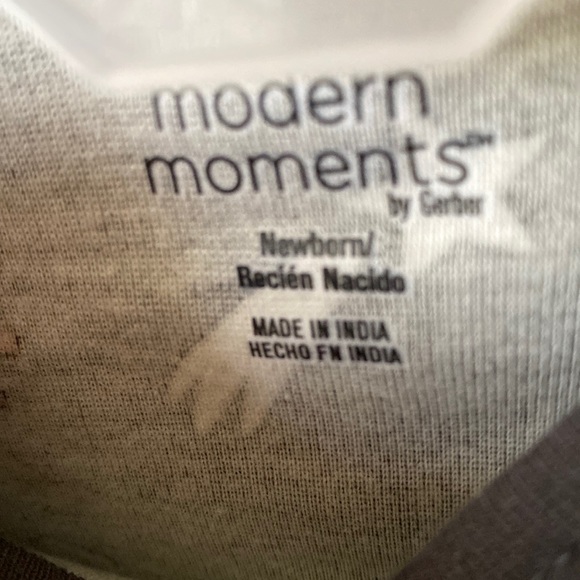 modern
moments™
by Gerber
Newborn/
Recién Nacido
MADE IN INDIA
HECHO EN INDIA